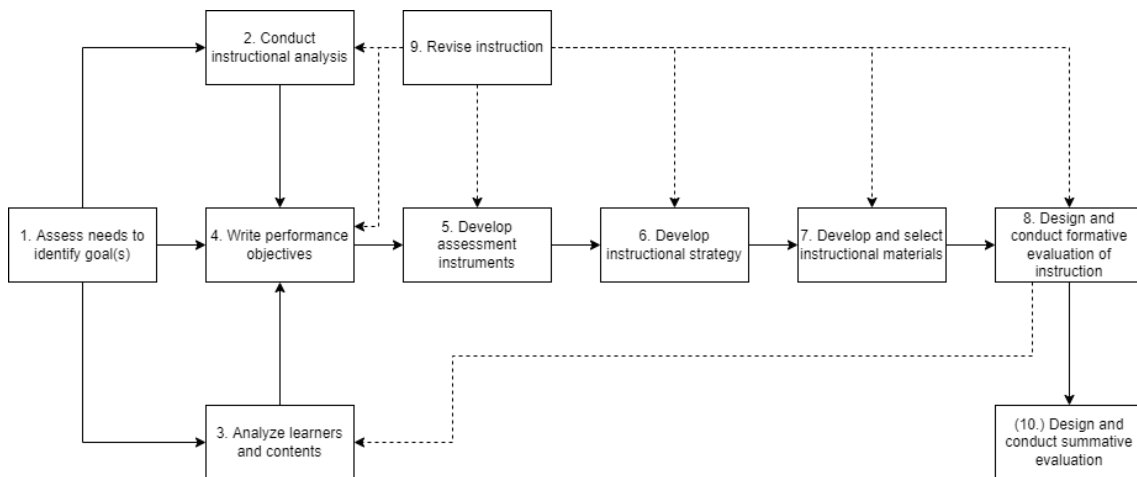 2. Conduct
instructional analysis
9. Revise instruction
1. Assess needs to
identify goal(s)
4. Write performance
objectives
5. Develop
assessment
instruments
6. Develop
instructional strategy
7. Develop and select
instructional materials
8. Design and
conduct formative
evaluation of
instruction
3. Analyze learners
and contents
(10.) Design and
conduct summative
evaluation